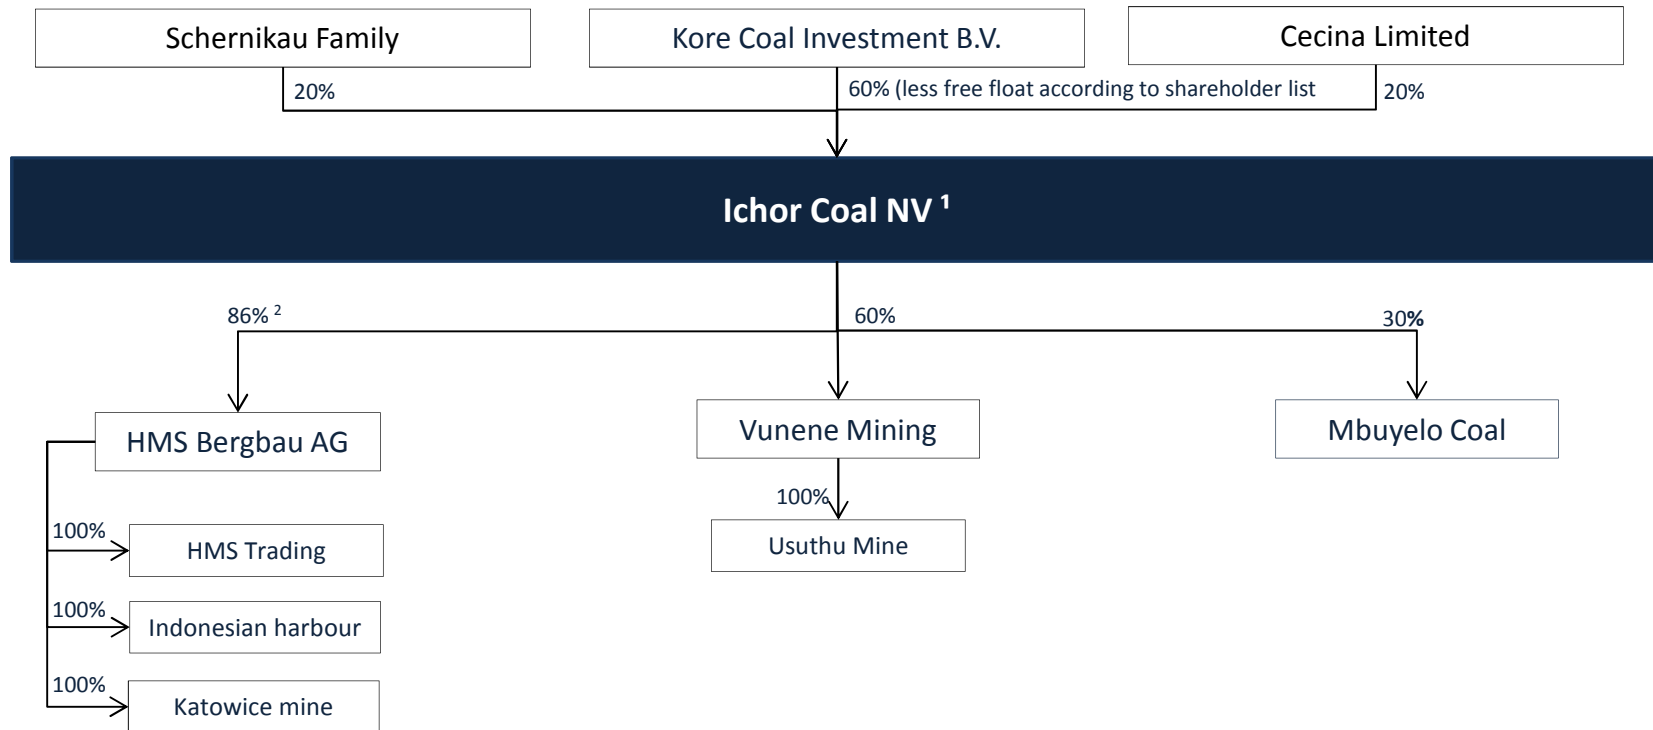 Schernikau Family
Kore Coal Investment B.V.
Cecina Limited
20%
60% (less free float according to shareholder list
20%
Ichor Coal NV ¹
86% ²
60%
30%
HMS Bergbau AG
Vunene Mining
Mbuyelo Coal
100%
Usuthu Mine
100%
HMS Trading
100%
Indonesian harbour
100%
Katowice mine